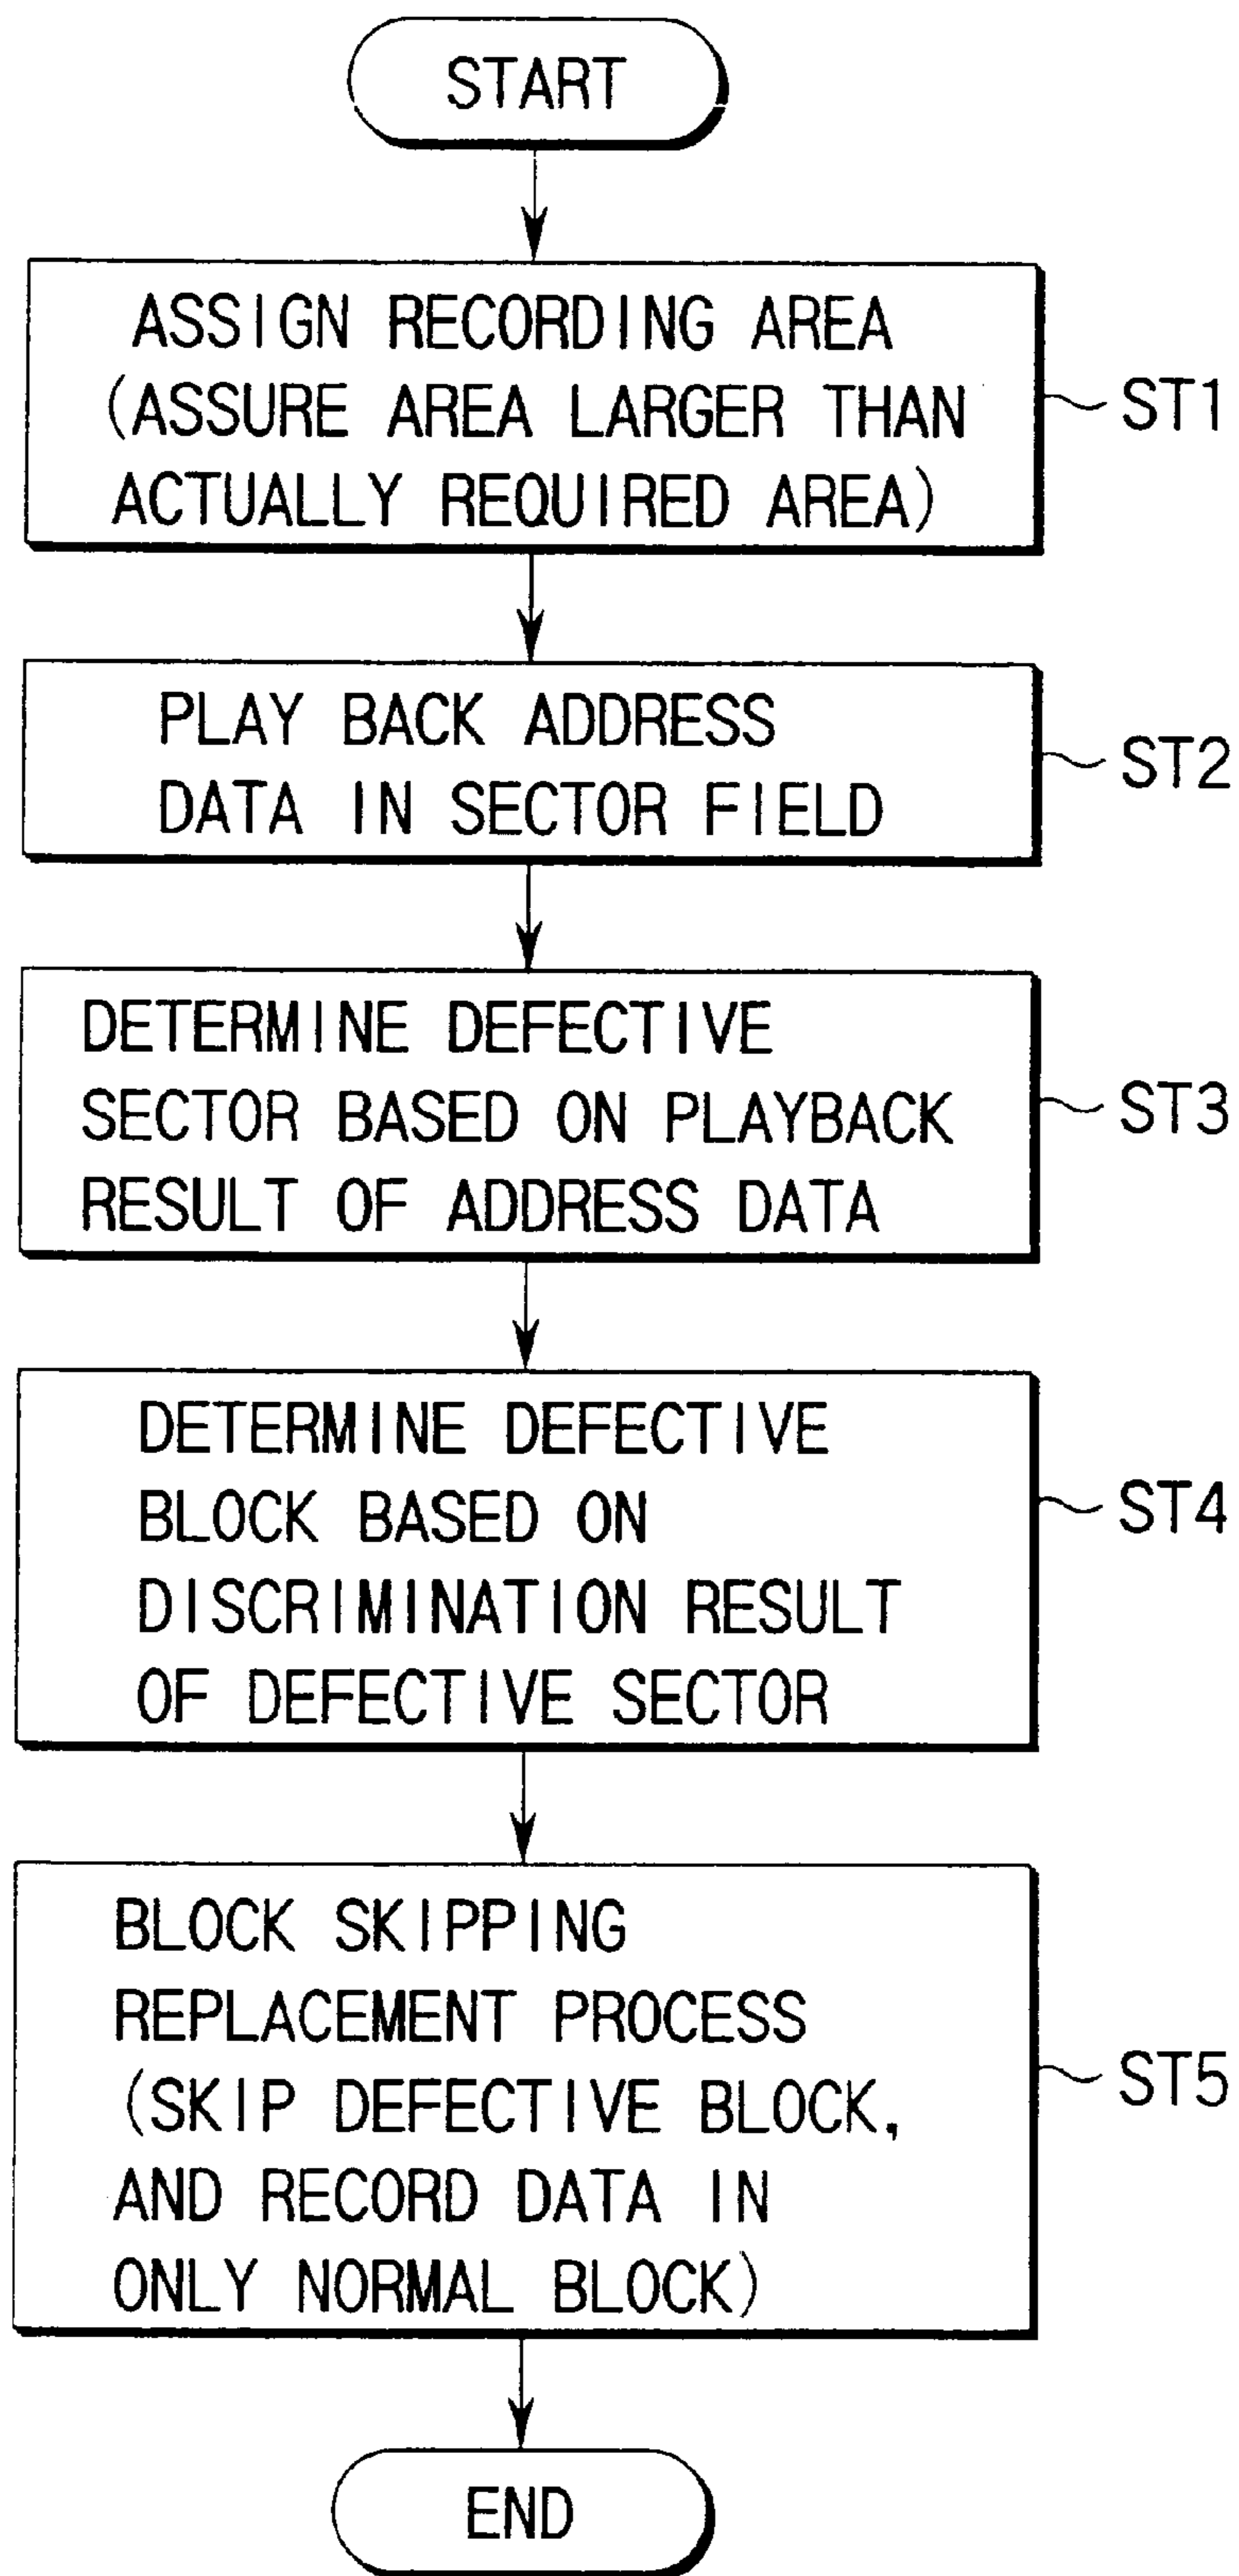 START
ASSIGN RECORDING AREA
(ASSURE AREA LARGER THAN
ACTUALLY REQUIRED AREA)
ST1
PLAY BACK ADDRESS
DATA IN SECTOR FIELD
ST2
DETERMINE DEFECTIVE
SECTOR BASED ON PLAYBACK
RESULT OF ADDRESS DATA
ST3
DETERMINE DEFECTIVE
BLOCK BASED ON
DISCRIMINATION RESULT
OF DEFECTIVE SECTOR
ST4
BLOCK SKIPPING
REPLACEMENT PROCESS
(SKIP DEFECTIVE BLOCK,
AND RECORD DATA IN
ONLY NORMAL BLOCK)
ST5
END